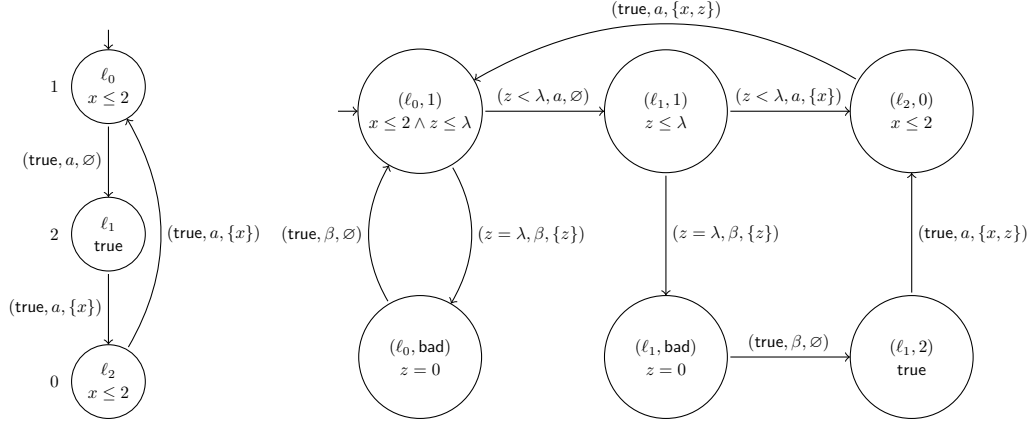 1
ℓ₀
x ≤ 2
(true, a, ∅)
2
ℓ₁
true
(true, a, {x})
(true, a, {x})
0
ℓ₂
x ≤ 2
(true, a, {x, z})
(ℓ₀, 1)
x ≤ 2 ∧ z ≤ λ
(z < λ, a, ∅)
(ℓ₁, 1)
z ≤ λ
(z < λ, a, {x})
(ℓ₂, 0)
x ≤ 2
(true, β, ∅)
(z = λ, β, {z})
(z = λ, β, {z})
(true, a, {x, z})
(ℓ₀, bad)
z = 0
(ℓ₁, bad)
z = 0
(true, β, ∅)
(ℓ₁, 2)
true